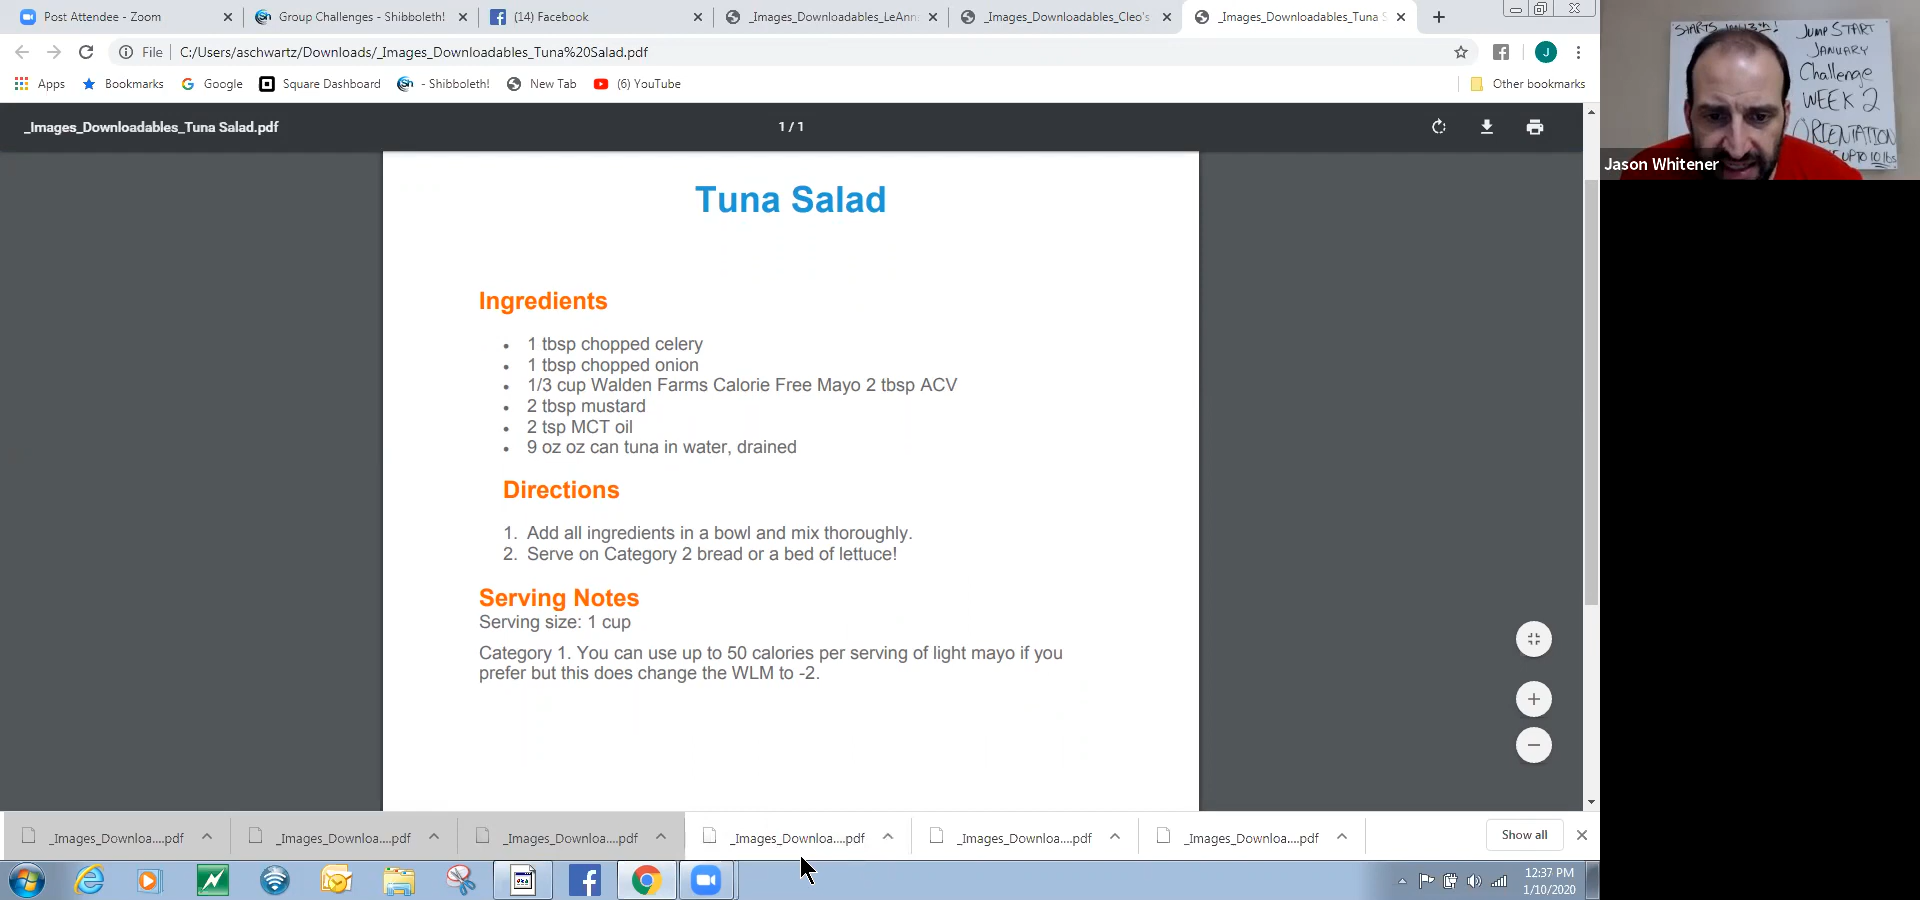 Post Attendee - Zoom
Group Challenges - Shibboleth!
(14) Facebook
_Images_Downloadables_LeAnn
_Images_Downloadables_Cleo's
_Images_Downloadables_Tuna S
File
C:/Users/aschwartz/Downloads/_Images_Downloadables_Tuna%20Salad.pdf
J
Apps
Bookmarks
Google
Square Dashboard
- Shibboleth!
New Tab
(6) YouTube
Other bookmarks
_Images_Downloadables_Tuna Salad.pdf
1 / 1
Tuna Salad
Ingredients
• 1 tbsp chopped celery
• 1 tbsp chopped onion
• 1/3 cup Walden Farms Calorie Free Mayo 2 tbsp ACV
• 2 tbsp mustard
• 2 tsp MCT oil
• 9 oz oz can tuna in water, drained
Directions
1. Add all ingredients in a bowl and mix thoroughly.
2. Serve on Category 2 bread or a bed of lettuce!
Serving Notes
Serving size: 1 cup
Category 1. You can use up to 50 calories per serving of light mayo if you
prefer but this does change the WLM to -2.
_Images_Downloa....pdf
_Images_Downloa....pdf
_Images_Downloa....pdf
_Images_Downloa....pdf
_Images_Downloa....pdf
_Images_Downloa....pdf
Show all
12:37 PM
1/10/2020
STARTS JAN 13th!
JUMP START
JANUARY
Challenge
WEEK 2
ORIENTATION
UP TO 10 lbs
Jason Whitener